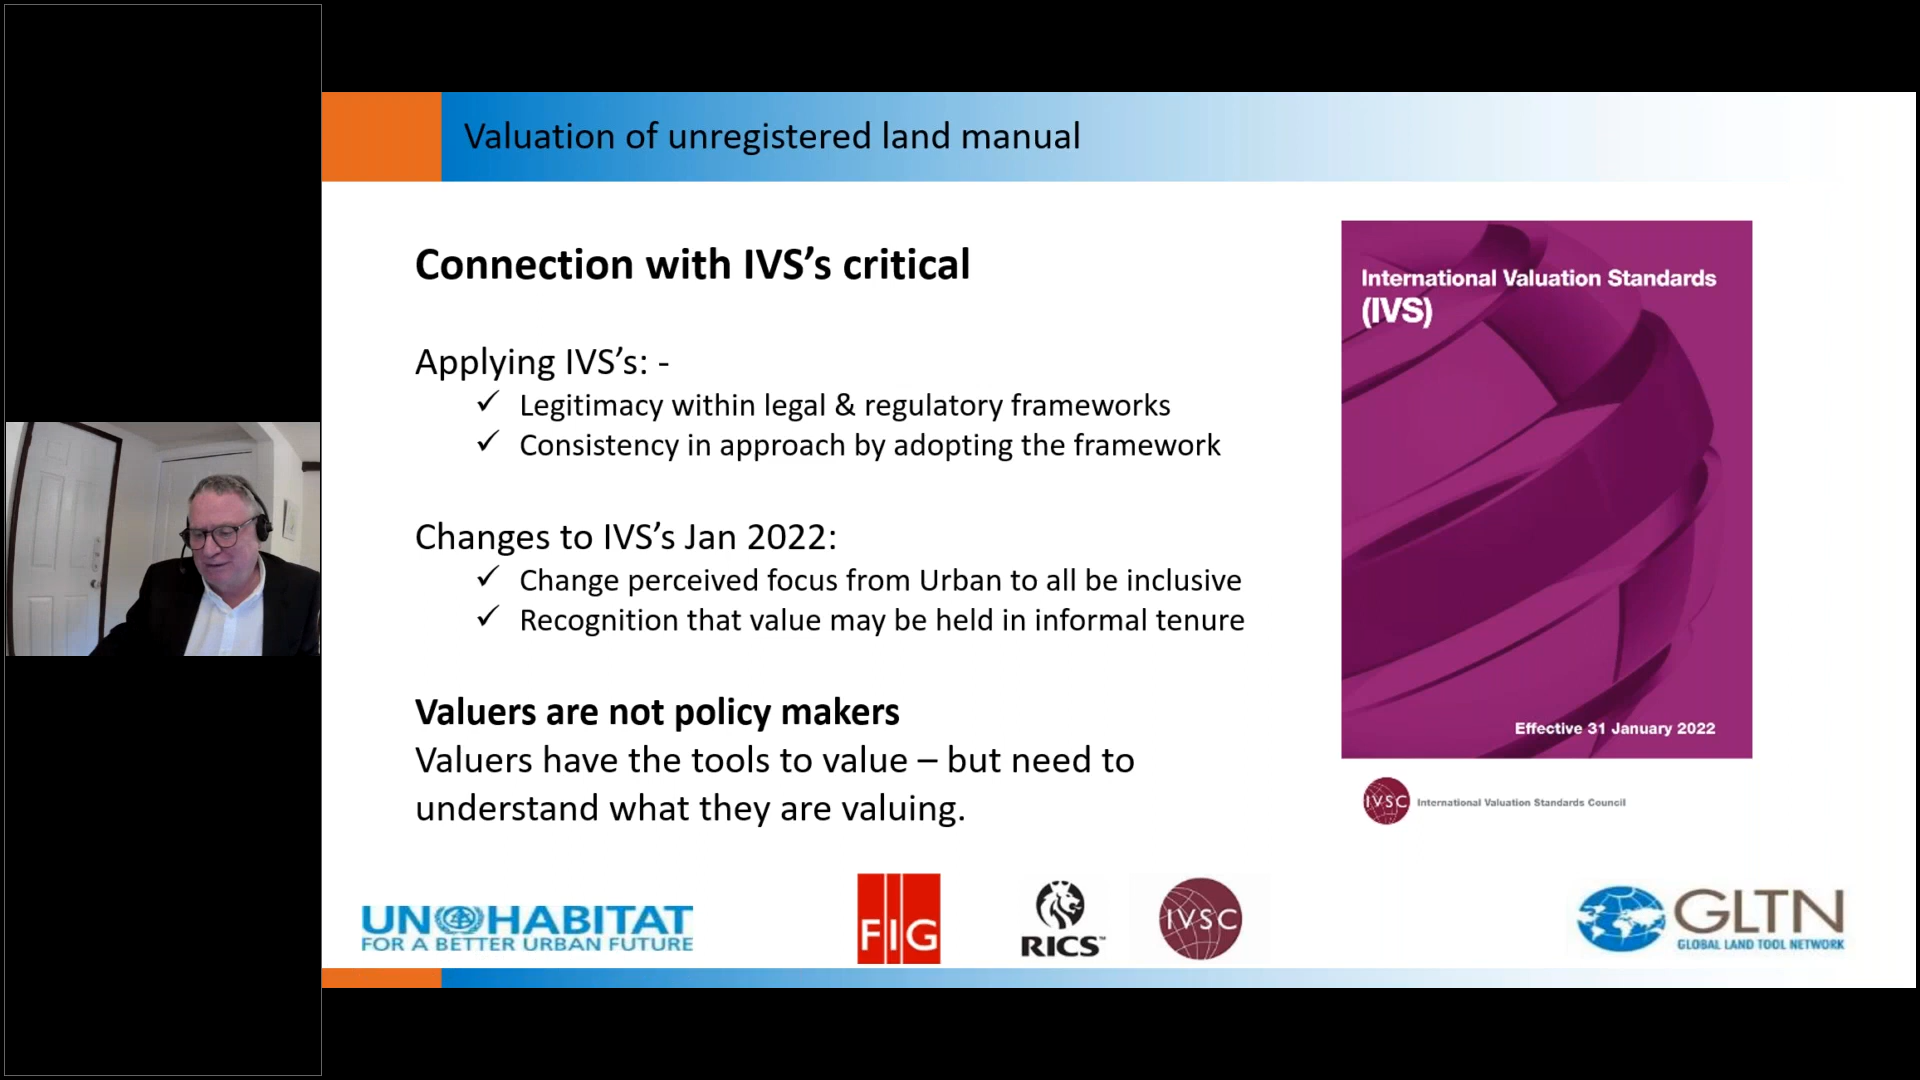 Valuation of unregistered land manual
Connection with IVS’s critical
Applying IVS’s: -
✓ Legitimacy within legal & regulatory frameworks
✓ Consistency in approach by adopting the framework
Changes to IVS’s Jan 2022:
✓ Change perceived focus from Urban to all be inclusive
✓ Recognition that value may be held in informal tenure
Valuers are not policy makers
Valuers have the tools to value – but need to
understand what they are valuing.
International Valuation Standards
(IVS)
Effective 31 January 2022
IVSC International Valuation Standards Council
UN HABITAT
FOR A BETTER URBAN FUTURE
FIG
RICS™
IVSC
GLTN
GLOBAL LAND TOOL NETWORK